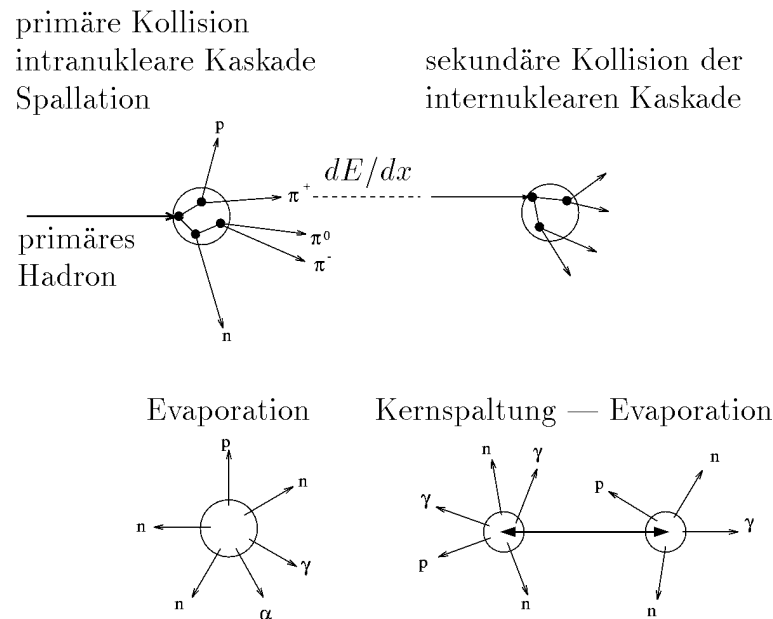 primäre Kollision
intranukleare Kaskade
Spallation
sekundäre Kollision der
internuklearen Kaskade
p
dE/dx
π⁺
primäres
Hadron
π⁰
π⁻
n
Evaporation
Kernspaltung — Evaporation
p
n
n
γ
n
α
n
γ
γ
p
n
p
n
γ
n